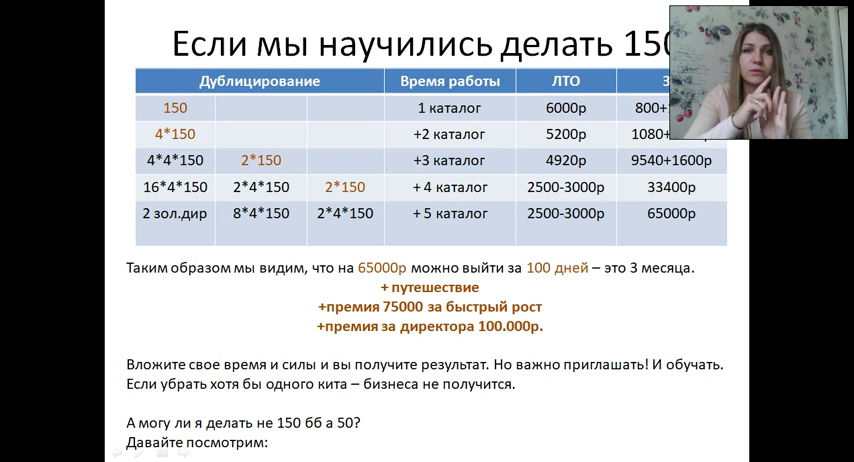 Если мы научились делать 150
Дублицирование Время работы ЛТО
150 1 каталог 6000р
4*150 +2 каталог 5200р
4*4*150 2*150 +3 каталог 4920р 9540+1600р
16*4*150 2*4*150 2*150 + 4 каталог 2500-3000р 33400р
2 зол.дир 8*4*150 2*4*150 + 5 каталог 2500-3000р 65000р
Таким образом мы видим, что на 65000р можно выйти за 100 дней – это 3 месяца.
+ путешествие
+премия 75000 за быстрый рост
+премия за директора 100.000р.
Вложите свое время и силы и вы получите результат. Но важно приглашать! И обучать.
Если убрать хотя бы одного кита – бизнеса не получится.
А могу ли я делать не 150 бб а 50?
Давайте посмотрим: